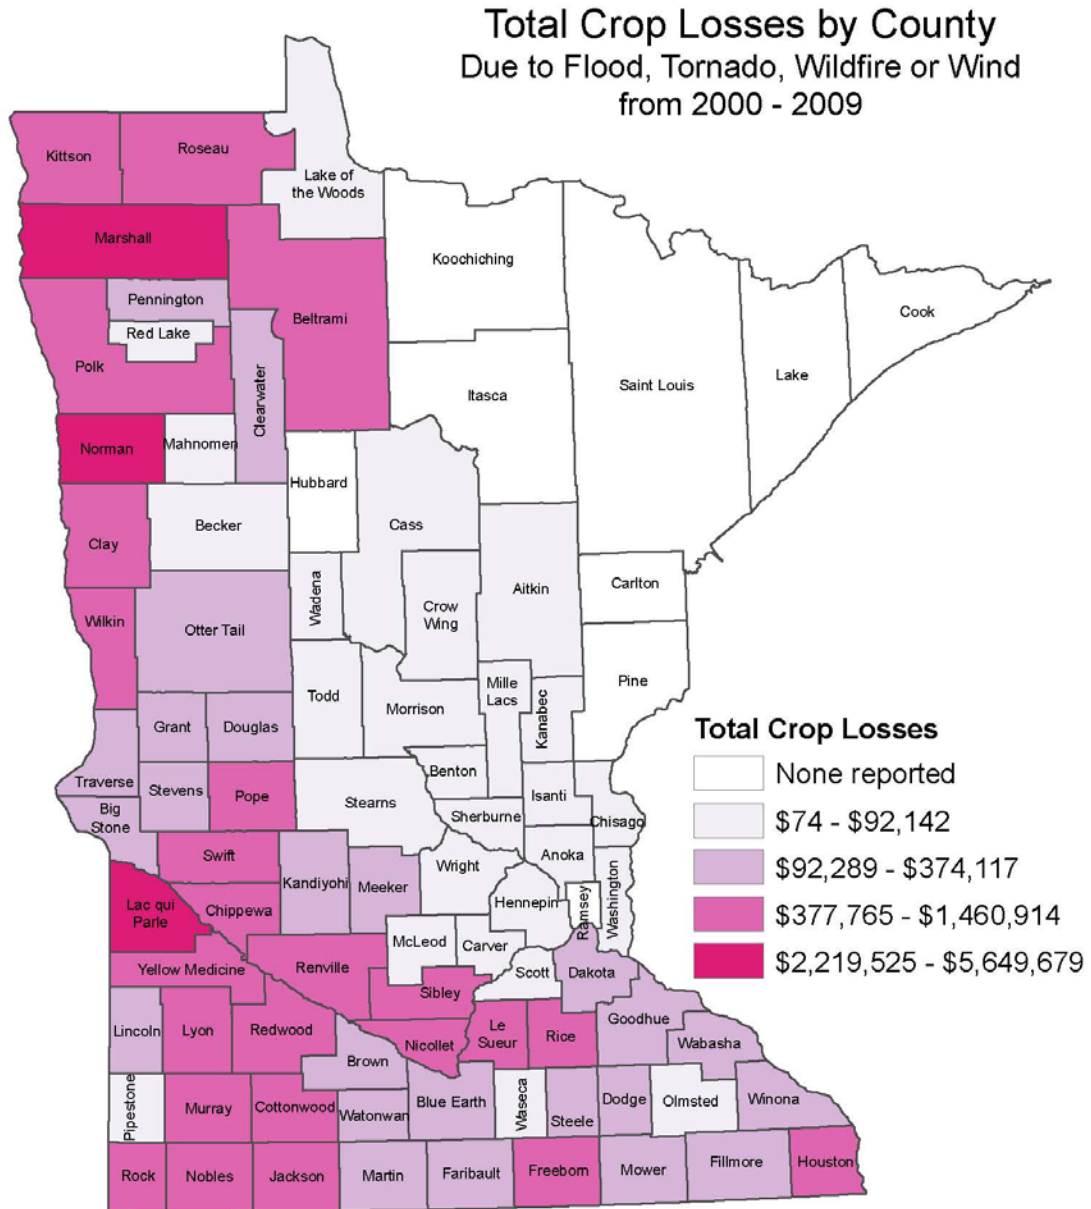 Total Crop Losses by County
Due to Flood, Tornado, Wildfire or Wind
from 2000 - 2009
Kittson
Roseau
Lake of
the Woods
Marshall
Koochiching
Pennington
Beltrami
Cook
Red Lake
Polk
Clearwater
Saint Louis
Lake
Itasca
Norman
Mahnomen
Hubbard
Becker
Cass
Clay
Wadena
Aitkin
Carlton
Crow
Wing
Wilkin
Otter Tail
Todd
Morrison
Mille
Lacs
Kanabec
Pine
Grant
Douglas
Traverse
Stevens
Pope
Stearns
Benton
Isanti
Big
Stone
Sherburne
Chisago
Swift
Kandiyohi
Meeker
Wright
Anoka
Lac qui
Parle
Chippewa
Hennepin
Ramsey
Washington
McLeod
Carver
Yellow Medicine
Renville
Sibley
Scott
Dakota
Lincoln
Lyon
Redwood
Nicollet
Le
Sueur
Rice
Goodhue
Wabasha
Brown
Pipestone
Murray
Cottonwood
Watonwan
Blue Earth
Waseca
Steele
Dodge
Olmsted
Winona
Rock
Nobles
Jackson
Martin
Faribault
Freeborn
Mower
Fillmore
Houston
Total Crop Losses
None reported
$74 - $92,142
$92,289 - $374,117
$377,765 - $1,460,914
$2,219,525 - $5,649,679